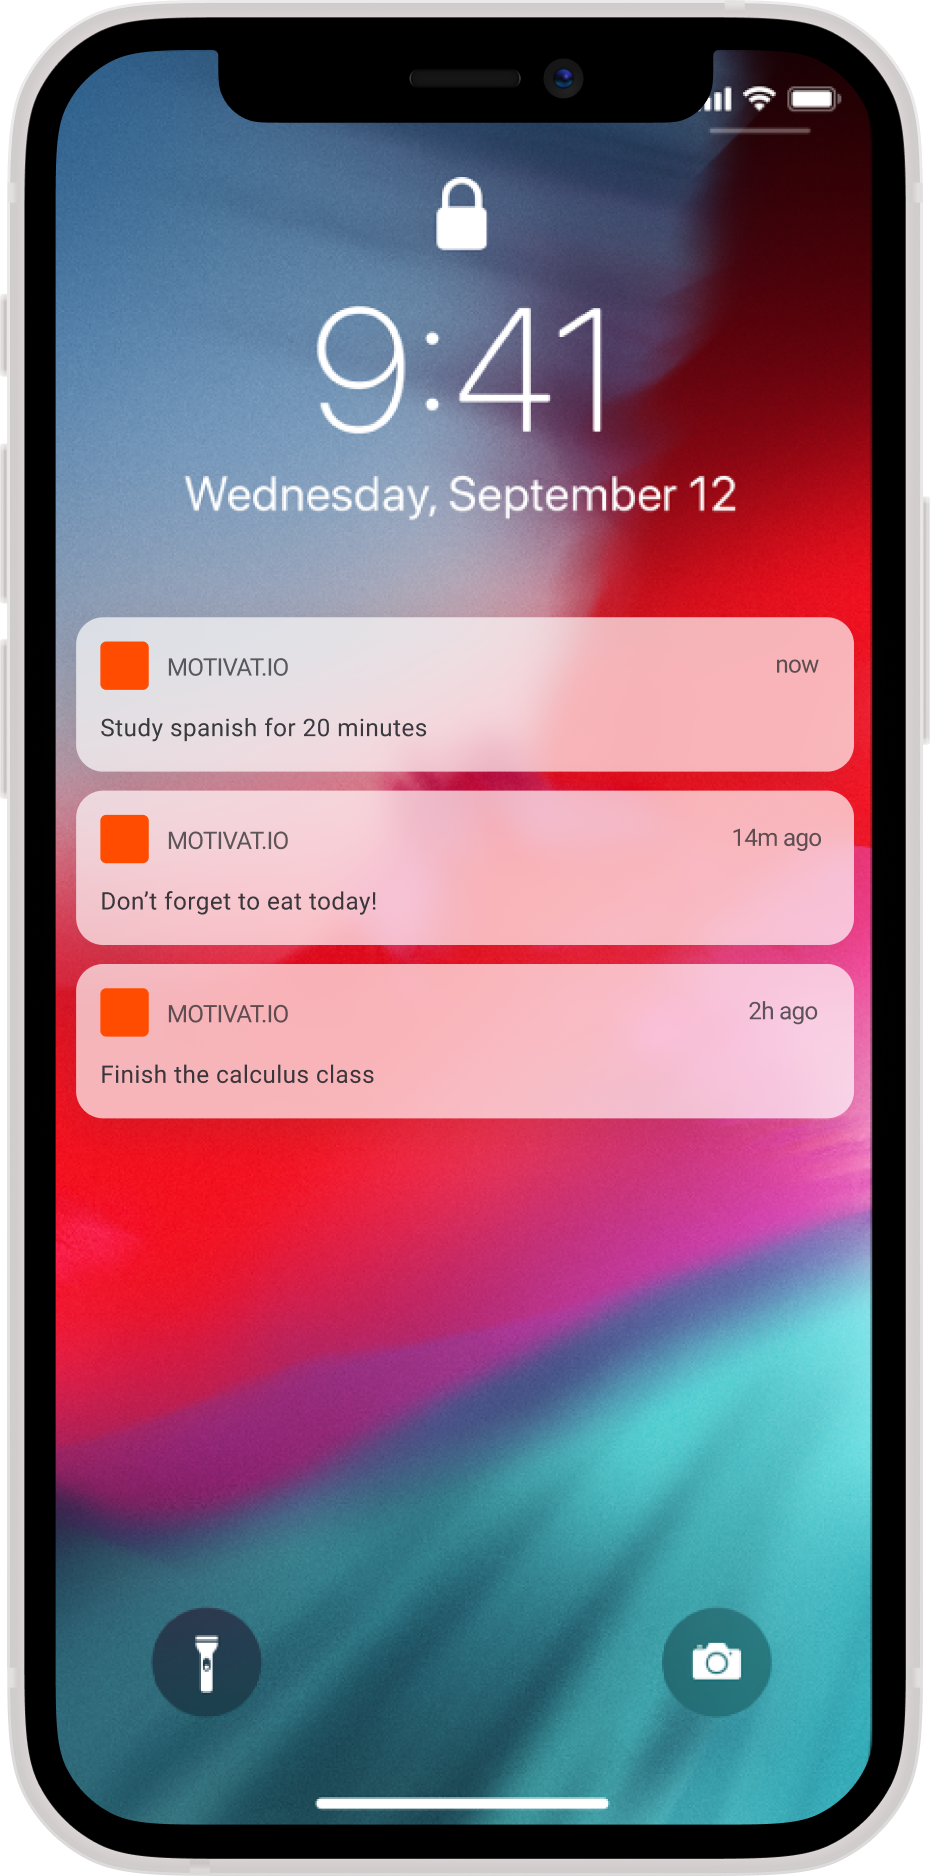 9:41
Wednesday, September 12
MOTIVAT.IO
now
Study spanish for 20 minutes
MOTIVAT.IO
14m ago
Don’t forget to eat today!
MOTIVAT.IO
2h ago
Finish the calculus class